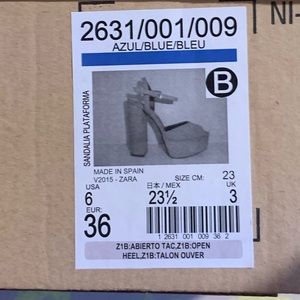 NI-
2631/001/009
AZUL/BLUE/BLEU
B
SANDALIA PLATAFORMA
MADE IN SPAIN
V2015 - ZARA
SIZE CM: 23
USA 日本 / MEX UK
6 23½ 3
EUR:
36
1 2631 001 009 36 2
Z1B:ABIERTO TAC,Z1B:OPEN
HEEL,Z1B:TALON OUVER